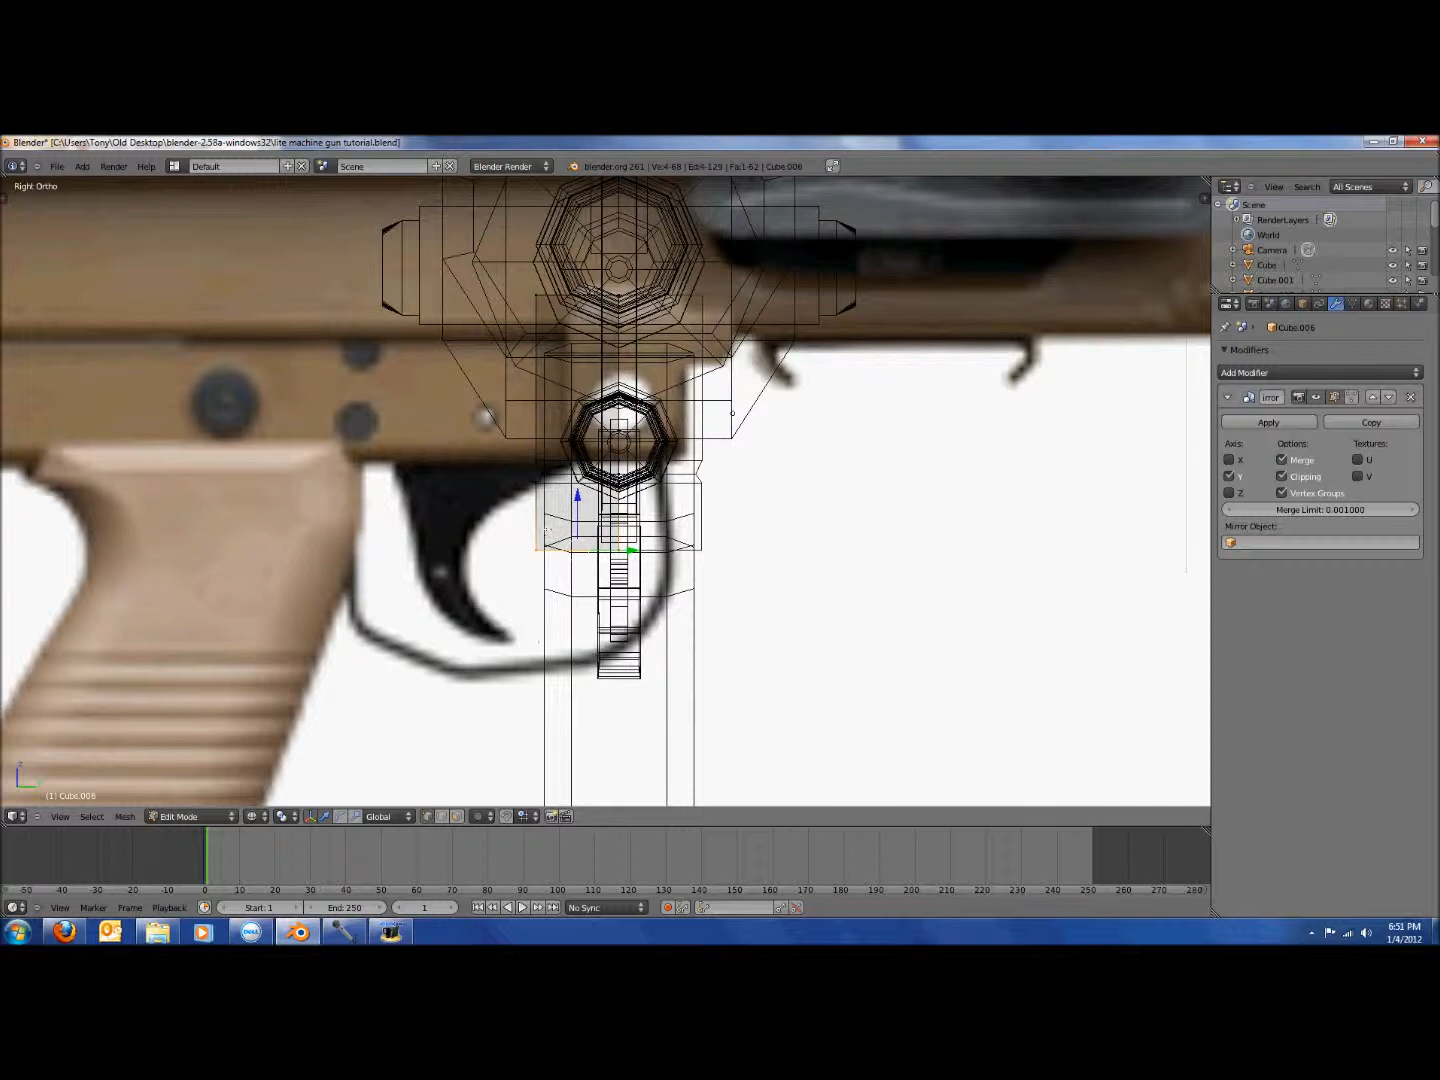 Blender* [C:\Users\Tony\Old Desktop\blender-2.58a-windows32\lite machine gun tutorial.blend]
File Add Render Help Default Scene Blender Render blender.org 261 | Ve:4-68 | Ed:4-129 | Fa:1-62 | Cube.006
View Search All Scenes
Right Ortho
Scene
RenderLayers
World
Camera
Cube
Cube.001
Cube.006
Modifiers
Add Modifier
irror
Apply Copy
Axis: Options: Textures:
X Merge U
Y Clipping V
Z Vertex Groups
Merge Limit: 0.001000
Mirror Object:
z
(1) Cube.006
View Select Mesh Edit Mode Global
-50 -40 -30 -20 -10 0 10 20 30 40 50 60 70 80 90 100 110 120 130 140 150 160 170 180 190 200 210 220 230 240 250 260 270 280
View Marker Frame Playback Start: 1 End: 250 1 No Sync
DELL
6:51 PM
1/4/2012